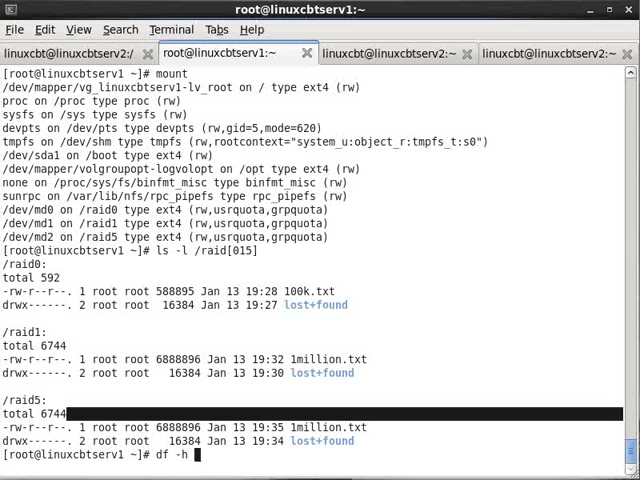 root@linuxcbtserv1:~
File Edit View Search Terminal Tabs Help
linuxcbt@linuxcbtserv2:/ root@linuxcbtserv1:~ linuxcbt@linuxcbtserv2:~ linuxcbt@linuxcbtserv2:~
[root@linuxcbtserv1 ~]# mount
/dev/mapper/vg_linuxcbtserv1-lv_root on / type ext4 (rw)
proc on /proc type proc (rw)
sysfs on /sys type sysfs (rw)
devpts on /dev/pts type devpts (rw,gid=5,mode=620)
tmpfs on /dev/shm type tmpfs (rw,rootcontext="system_u:object_r:tmpfs_t:s0")
/dev/sda1 on /boot type ext4 (rw)
/dev/mapper/volgroupopt-logvolopt on /opt type ext4 (rw)
none on /proc/sys/fs/binfmt_misc type binfmt_misc (rw)
sunrpc on /var/lib/nfs/rpc_pipefs type rpc_pipefs (rw)
/dev/md0 on /raid0 type ext4 (rw,usrquota,grpquota)
/dev/md1 on /raid1 type ext4 (rw,usrquota,grpquota)
/dev/md2 on /raid5 type ext4 (rw,usrquota,grpquota)
[root@linuxcbtserv1 ~]# ls -l /raid[015]
/raid0:
total 592
-rw-r--r--. 1 root root 588895 Jan 13 19:28 100k.txt
drwx------. 2 root root  16384 Jan 13 19:27 lost+found
/raid1:
total 6744
-rw-r--r--. 1 root root 6888896 Jan 13 19:32 1million.txt
drwx------. 2 root root   16384 Jan 13 19:30 lost+found
/raid5:
total 6744
-rw-r--r--. 1 root root 6888896 Jan 13 19:35 1million.txt
drwx------. 2 root root   16384 Jan 13 19:34 lost+found
[root@linuxcbtserv1 ~]# df -h